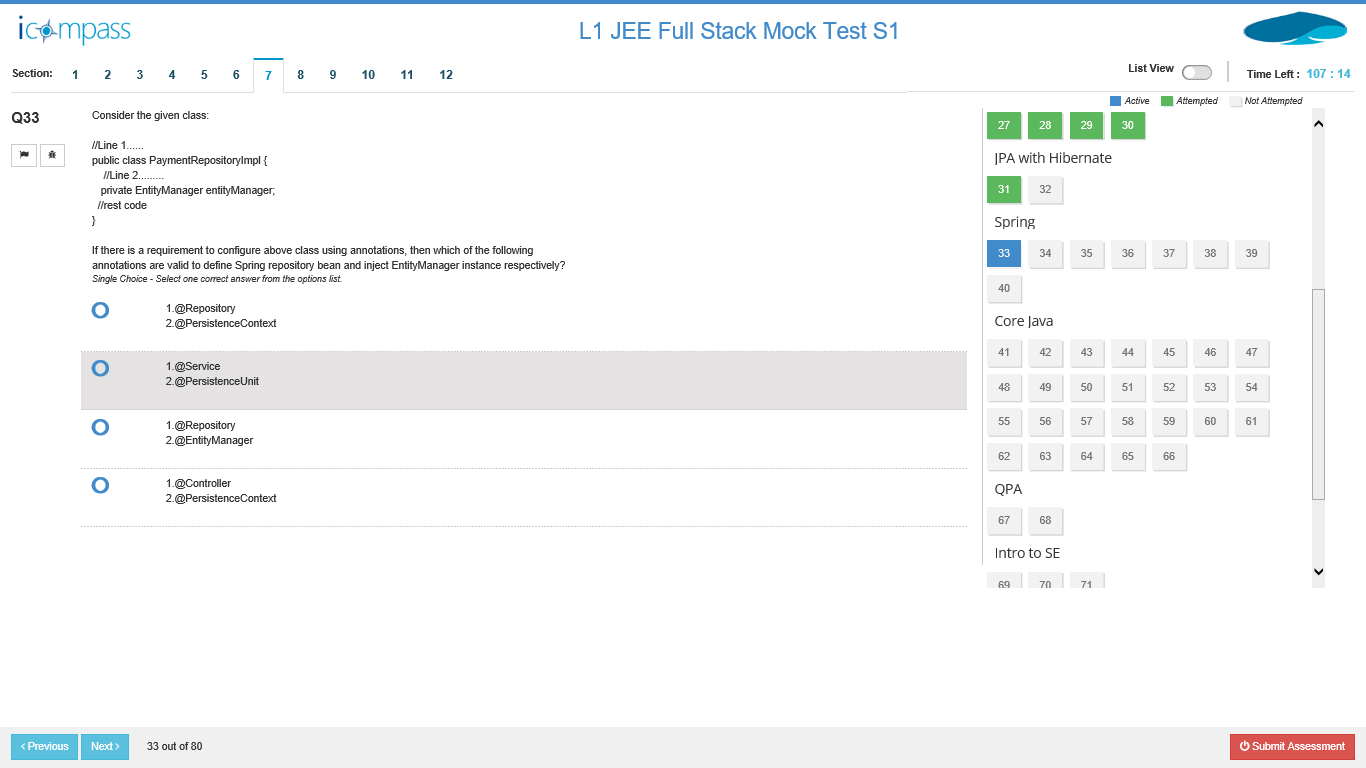 icompass
L1 JEE Full Stack Mock Test S1
Section: 1 2 3 4 5 6 7 8 9 10 11 12
List View
Time Left : 107 : 14
Active Attempted Not Attempted
Q33
Consider the given class:
//Line 1......
public class PaymentRepositoryImpl {
//Line 2.........
private EntityManager entityManager;
//rest code
}
If there is a requirement to configure above class using annotations, then which of the following
annotations are valid to define Spring repository bean and inject EntityManager instance respectively?
Single Choice - Select one correct answer from the options list.
1.@Repository
2.@PersistenceContext
1.@Service
2.@PersistenceUnit
1.@Repository
2.@EntityManager
1.@Controller
2.@PersistenceContext
27 28 29 30
JPA with Hibernate
31 32
Spring
33 34 35 36 37 38 39
40
Core Java
41 42 43 44 45 46 47
48 49 50 51 52 53 54
55 56 57 58 59 60 61
62 63 64 65 66
QPA
67 68
Intro to SE
69 70 71
Previous
Next
33 out of 80
Submit Assessment